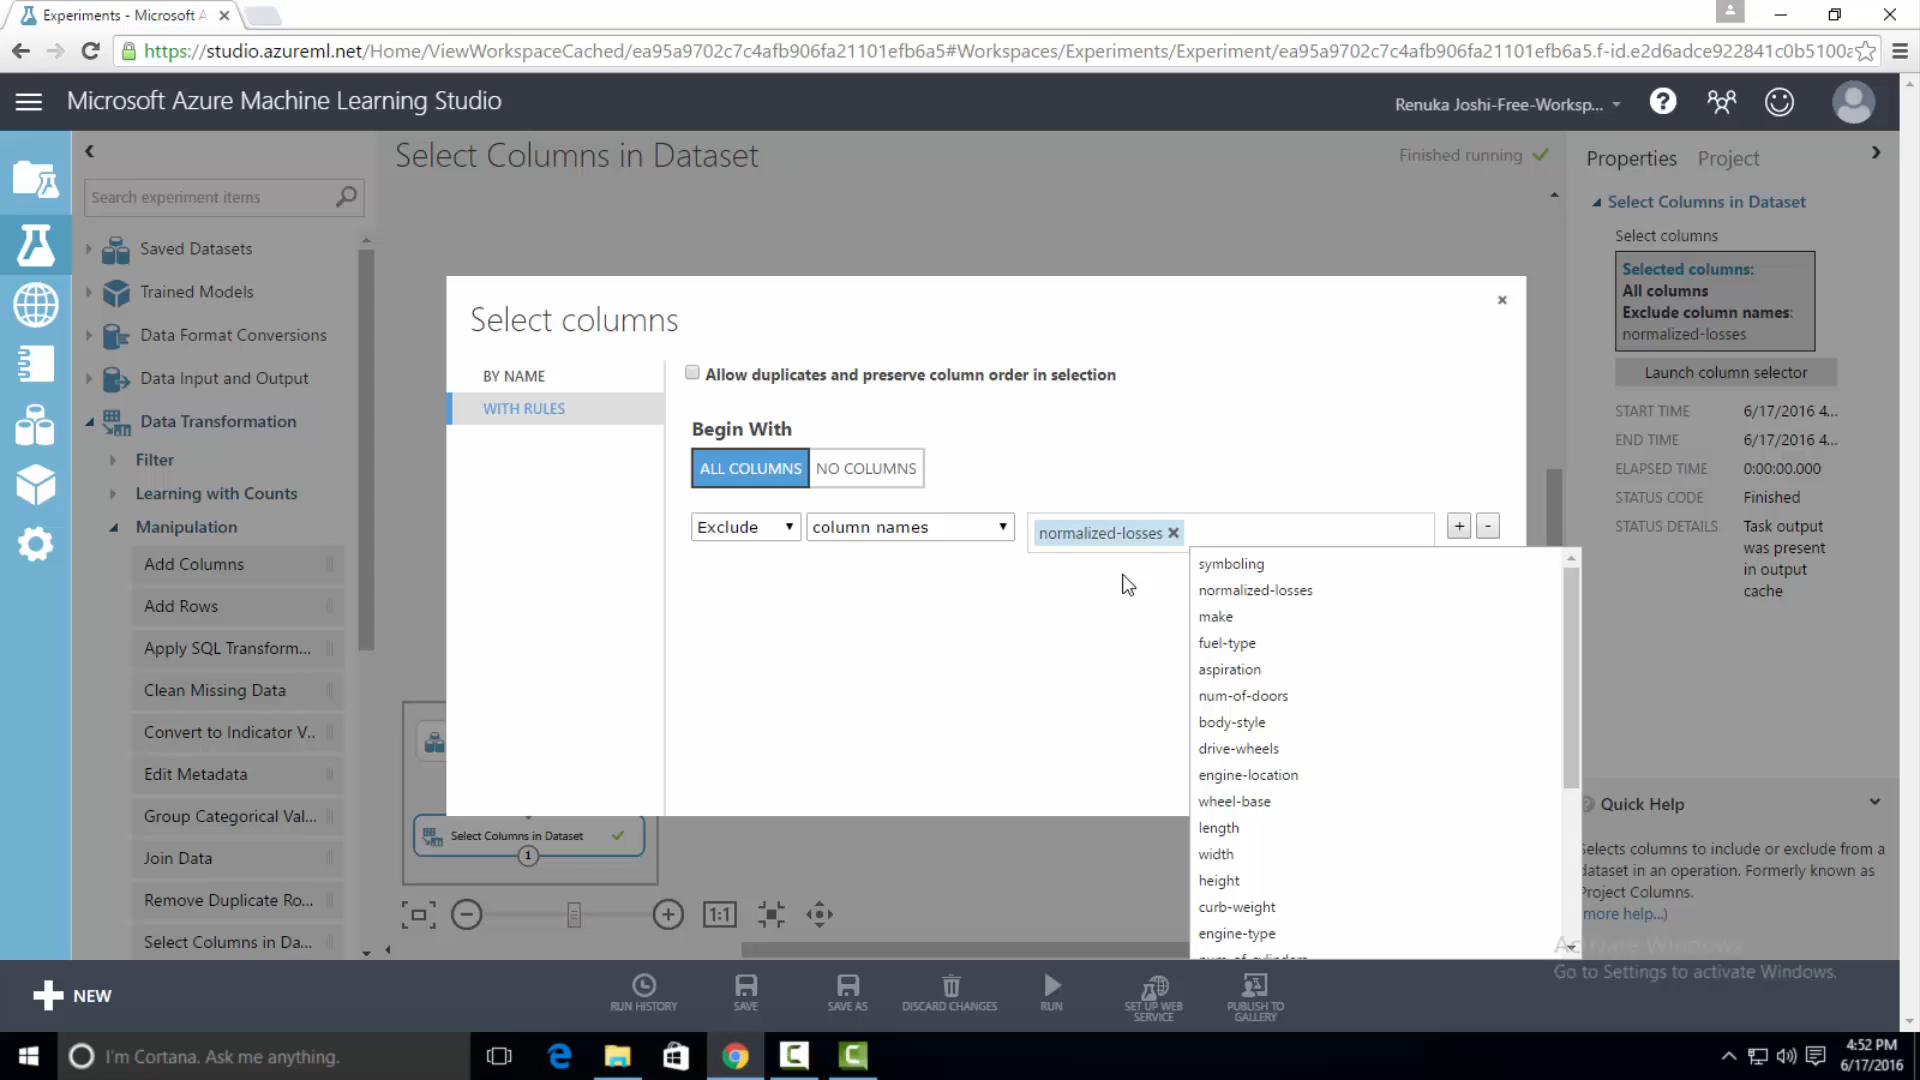 Experiments - Microsoft A
https://studio.azureml.net/Home/ViewWorkspaceCached/ea95a9702c7c4afb906fa21101efb6a5#Workspaces/Experiments/Experiment/ea95a9702c7c4afb906fa21101efb6a5.f-id.e2d6adce922841c0b5100a
Microsoft Azure Machine Learning Studio
Renuka Joshi-Free-Worksp...
Select Columns in Dataset
Finished running
Properties Project
Search experiment items
Saved Datasets
Trained Models
Data Format Conversions
Data Input and Output
Data Transformation
Filter
Learning with Counts
Manipulation
Add Columns
Add Rows
Apply SQL Transform...
Clean Missing Data
Convert to Indicator V...
Edit Metadata
Group Categorical Val...
Join Data
Remove Duplicate Ro...
Select Columns in Da...
Select columns
BY NAME
WITH RULES
Allow duplicates and preserve column order in selection
Begin With
ALL COLUMNS NO COLUMNS
Exclude column names normalized-losses + -
symboling
normalized-losses
make
fuel-type
aspiration
num-of-doors
body-style
drive-wheels
engine-location
wheel-base
length
width
height
curb-weight
engine-type
num-of-cylinders
Select Columns in Dataset
1
1:1
Select Columns in Dataset
Select columns
Selected columns:
All columns
Exclude column names:
normalized-losses
Launch column selector
START TIME 6/17/2016 4...
END TIME 6/17/2016 4...
ELAPSED TIME 0:00:00.000
STATUS CODE Finished
STATUS DETAILS Task output
was present
in output
cache
Quick Help
Selects columns to include or exclude from a
dataset in an operation. Formerly known as
Project Columns.
(more help...)
Activate Windows
Go to Settings to activate Windows.
NEW
RUN HISTORY
SAVE
SAVE AS
DISCARD CHANGES
RUN
SET UP WEB
SERVICE
PUBLISH TO
GALLERY
I'm Cortana. Ask me anything.
4:52 PM
6/17/2016